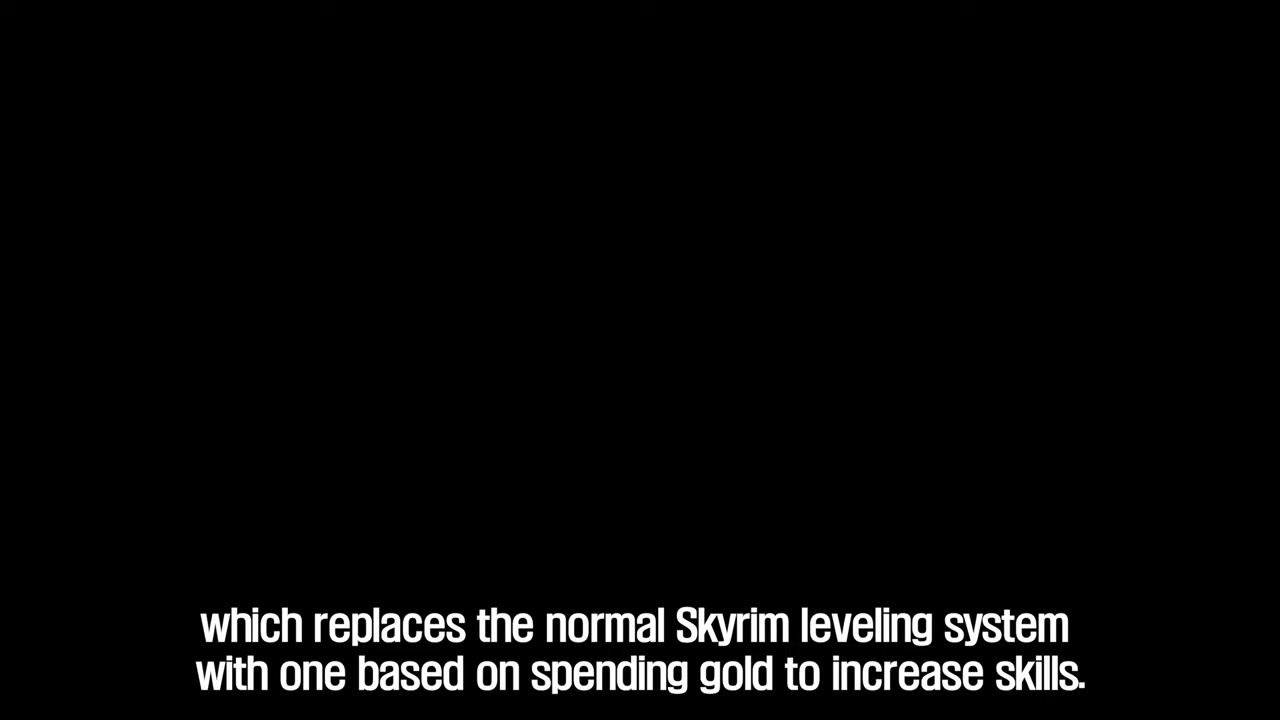 which replaces the normal Skyrim leveling system
with one based on spending gold to increase skills.